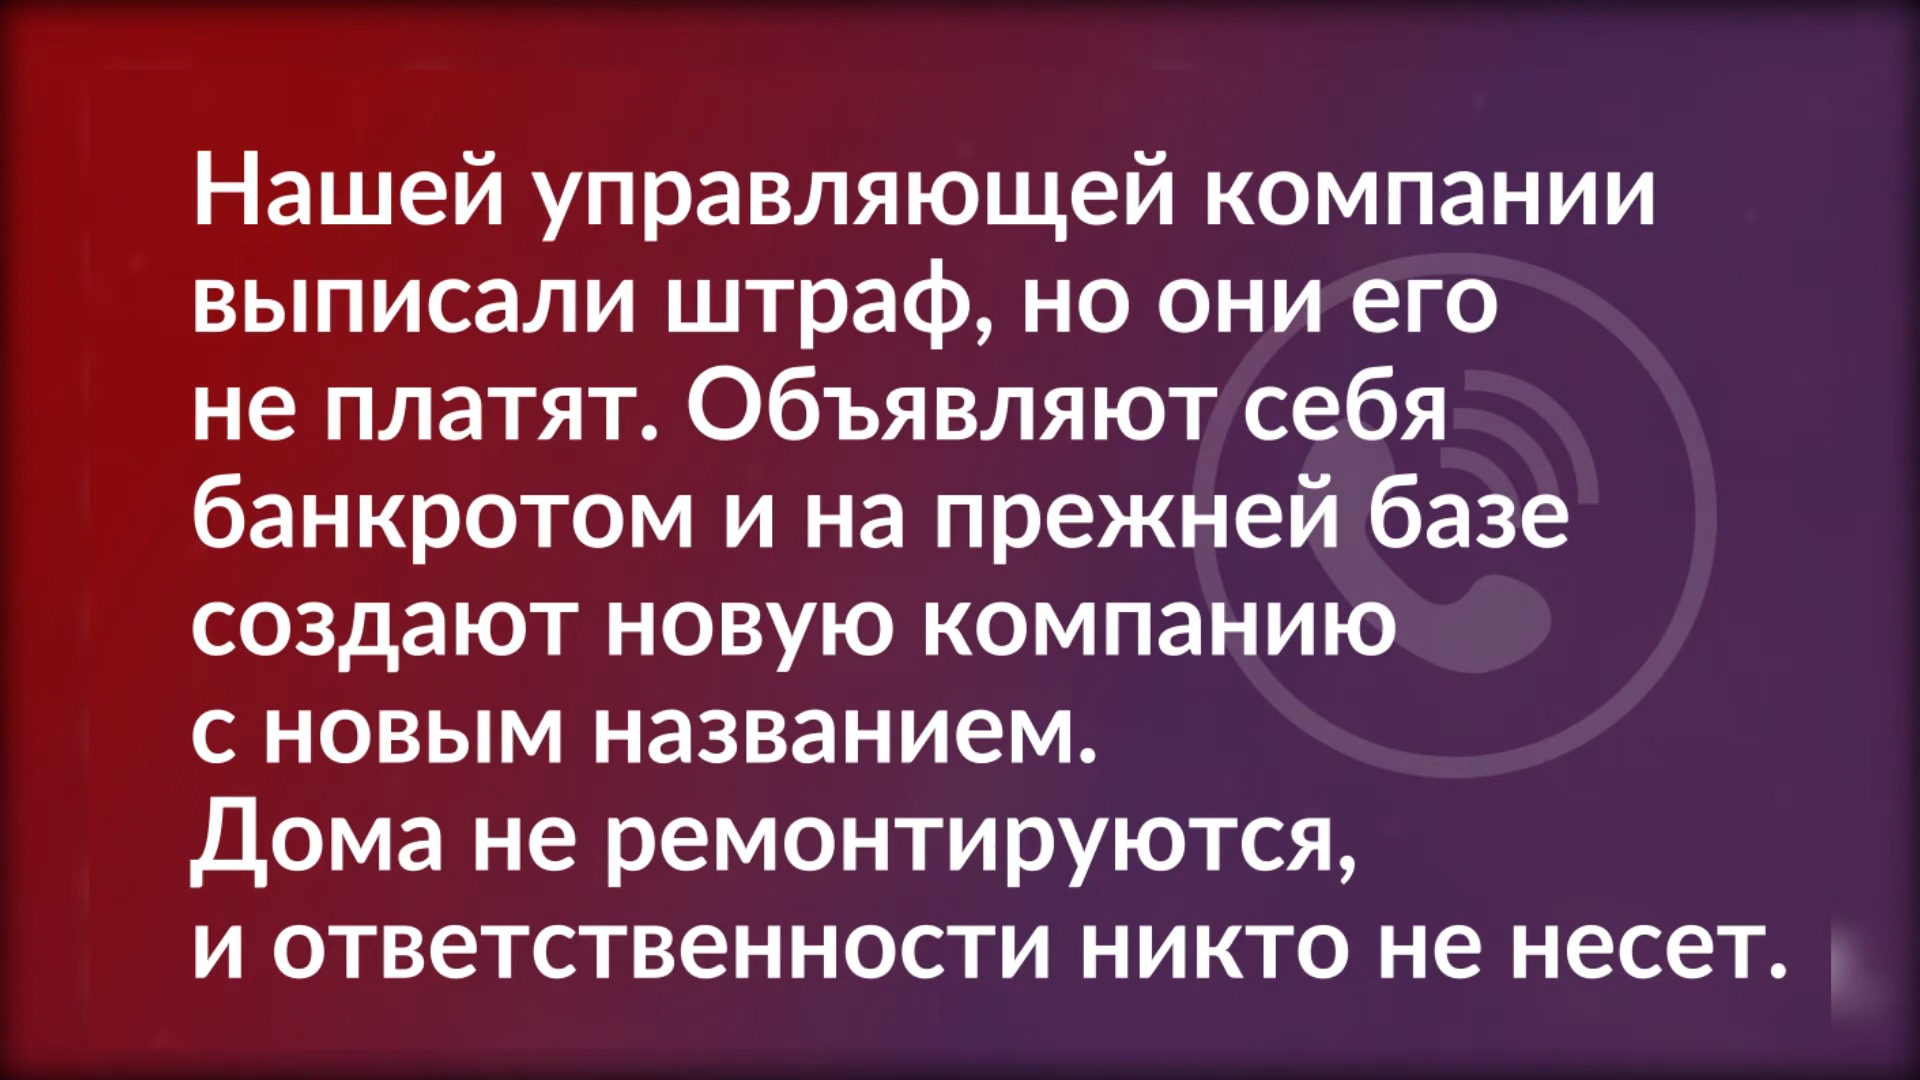 Нашей управляющей компании
выписали штраф, но они его
не платят. Объявляют себя
банкротом и на прежней базе
создают новую компанию
с новым названием.
Дома не ремонтируются,
и ответственности никто не несет.